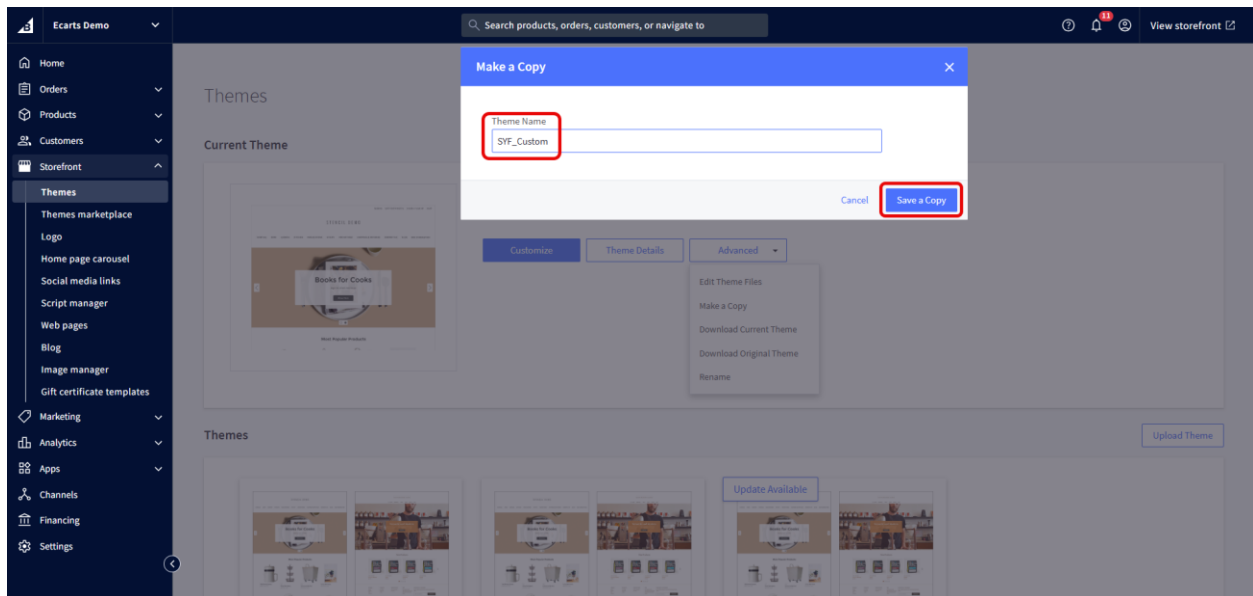 Ecarts Demo
Search products, orders, customers, or navigate to
11
View storefront
Home
Orders
Products
Customers
Storefront
Themes
Themes marketplace
Logo
Home page carousel
Social media links
Script manager
Web pages
Blog
Image manager
Gift certificate templates
Marketing
Analytics
Apps
Channels
Financing
Settings
Make a Copy
Theme Name
SYF_Custom
Cancel
Save a Copy
Themes
Current Theme
Books for Cooks
Most Popular Products
Customize
Theme Details
Advanced
Edit Theme Files
Make a Copy
Download Current Theme
Download Original Theme
Rename
Themes
Upload Theme
Update Available